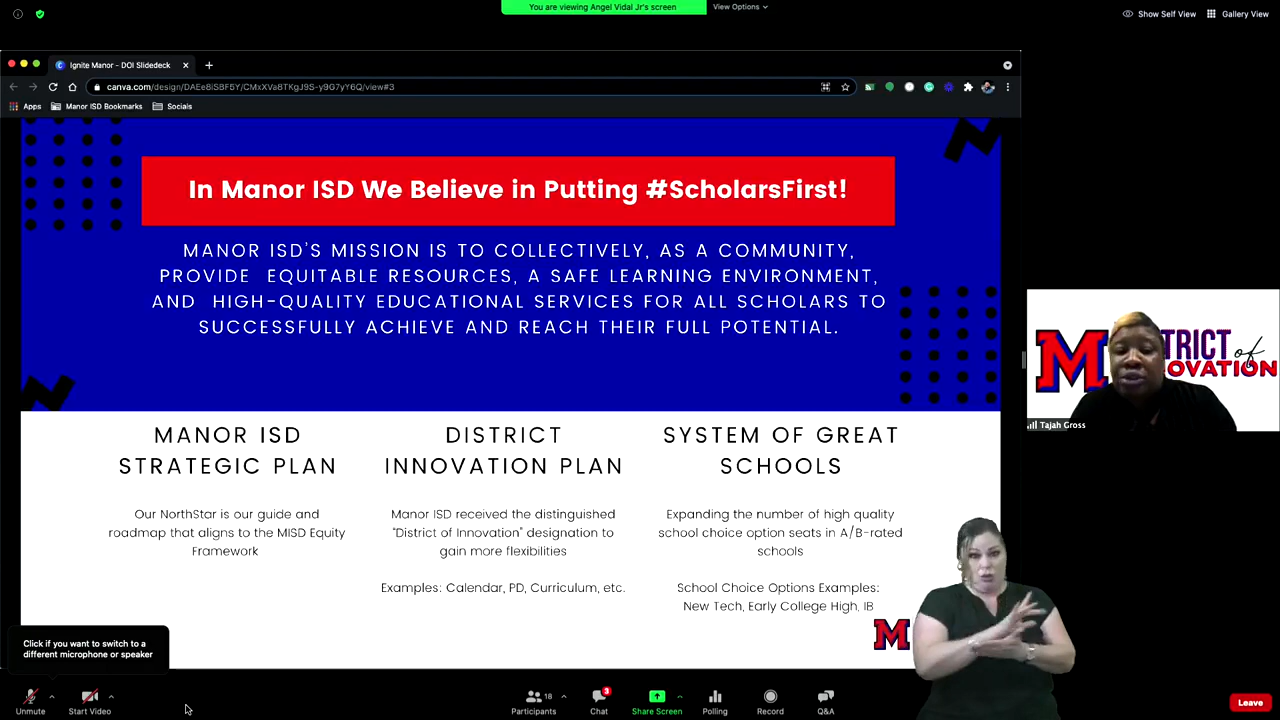 You are viewing Angel Vidal Jr's screen
View Options
Show Self View
Gallery View
Ignite Manor - DOI Slidedeck
canva.com/design/DAEe8iSBF5Y/CMxXVa8TKgJ9S-y9G7yY6Q/view#3
Apps
Manor ISD Bookmarks
Socials
In Manor ISD We Believe in Putting #ScholarsFirst!
MANOR ISD'S MISSION IS TO COLLECTIVELY, AS A COMMUNITY,
PROVIDE EQUITABLE RESOURCES, A SAFE LEARNING ENVIRONMENT,
AND HIGH-QUALITY EDUCATIONAL SERVICES FOR ALL SCHOLARS TO
SUCCESSFULLY ACHIEVE AND REACH THEIR FULL POTENTIAL.
MANOR ISD
STRATEGIC PLAN
Our NorthStar is our guide and
roadmap that aligns to the MISD Equity
Framework
DISTRICT
INNOVATION PLAN
Manor ISD received the distinguished
"District of Innovation" designation to
gain more flexibilities
Examples: Calendar, PD, Curriculum, etc.
SYSTEM OF GREAT
SCHOOLS
Expanding the number of high quality
school choice option seats in A/B-rated
schools
School Choice Options Examples:
New Tech, Early College High, IB
M
M TRICT of
OVATION
Tajah Gross
Click if you want to switch to a
different microphone or speaker
Unmute
Start Video
Participants
18
Chat
3
Share Screen
Polling
Record
Q&A
Leave